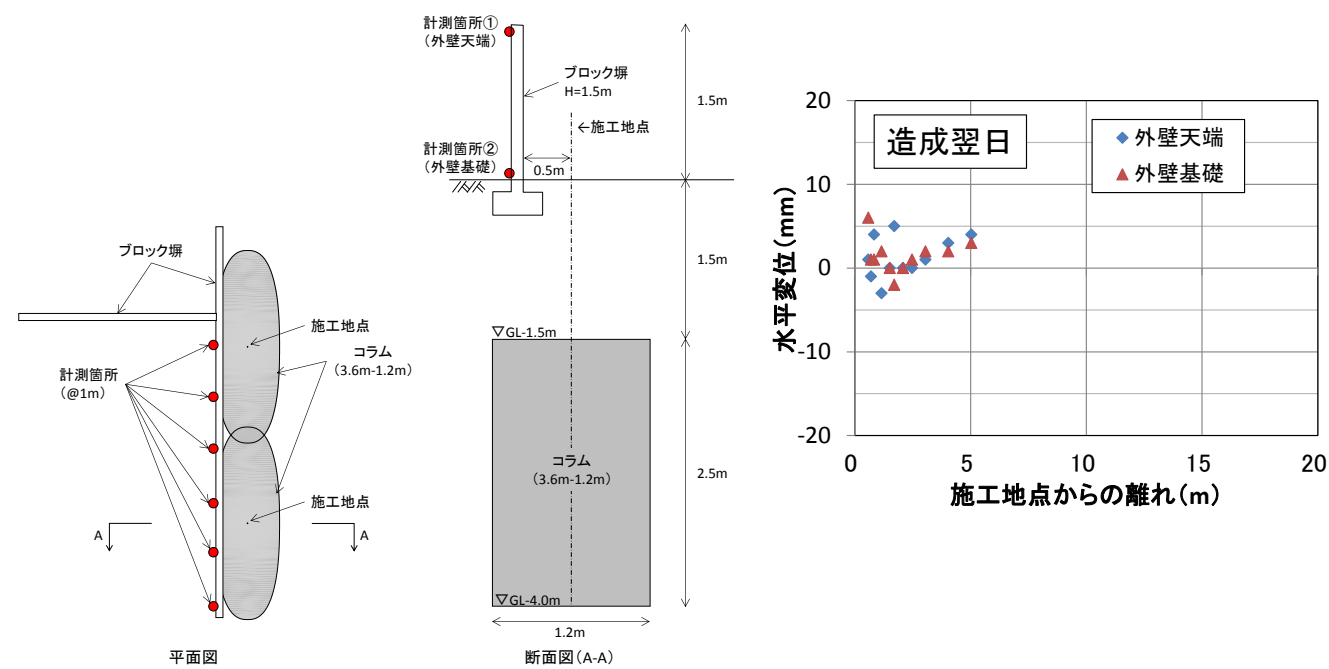 ブロック塀
施工地点
コラム
(3.6m-1.2m)
計測箇所
(@1m)
施工地点
A
A
平面図
計測箇所①
(外壁天端)
ブロック塀
H=1.5m
←施工地点
計測箇所②
(外壁基礎)
0.5m
1.5m
1.5m
▽GL-1.5m
コラム
(3.6m-1.2m)
2.5m
▽GL-4.0m
1.2m
断面図(A-A)
造成翌日
外壁天端
外壁基礎
水平変位(mm)
20
10
0
-10
-20
0
5
10
15
20
施工地点からの離れ(m)